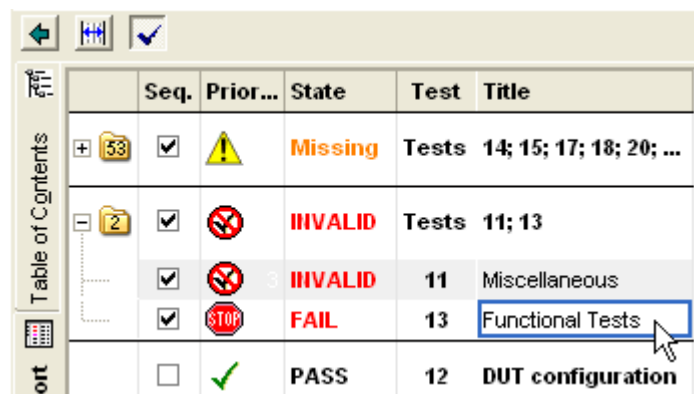 Table of Contents
ort
Seq. Prior... State Test Title
53 Missing Tests 14; 15; 17; 18; 20; ...
2 INVALID Tests 11; 13
3 INVALID 11 Miscellaneous
STOP FAIL 13 Functional Tests
PASS 12 DUT configuration